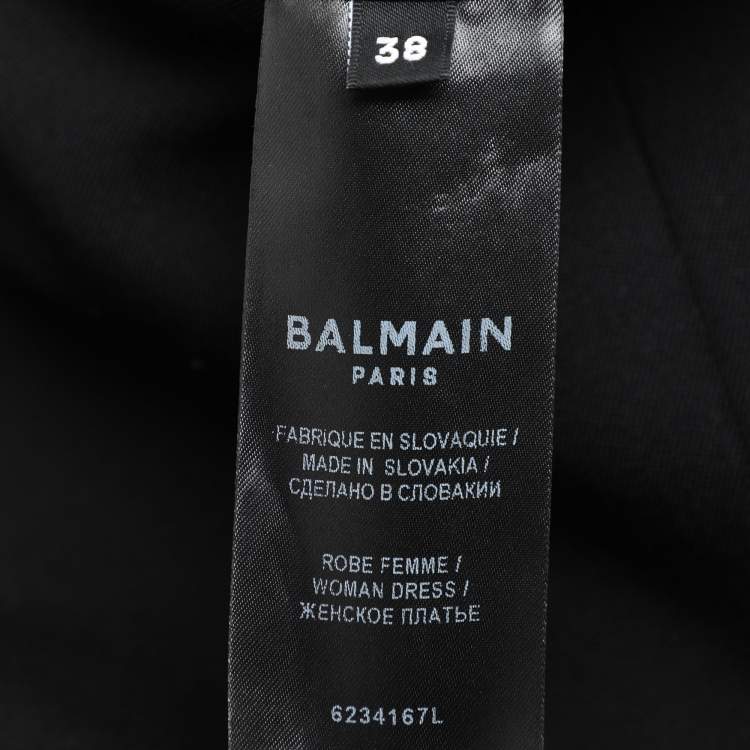 38
BALMAIN
PARIS
FABRIQUE EN SLOVAQUIE /
MADE IN SLOVAKIA /
СДЕЛАНО В СЛОВАКИИ
ROBE FEMME /
WOMAN DRESS /
ЖЕНСКОЕ ПЛАТЬЕ
6234167L